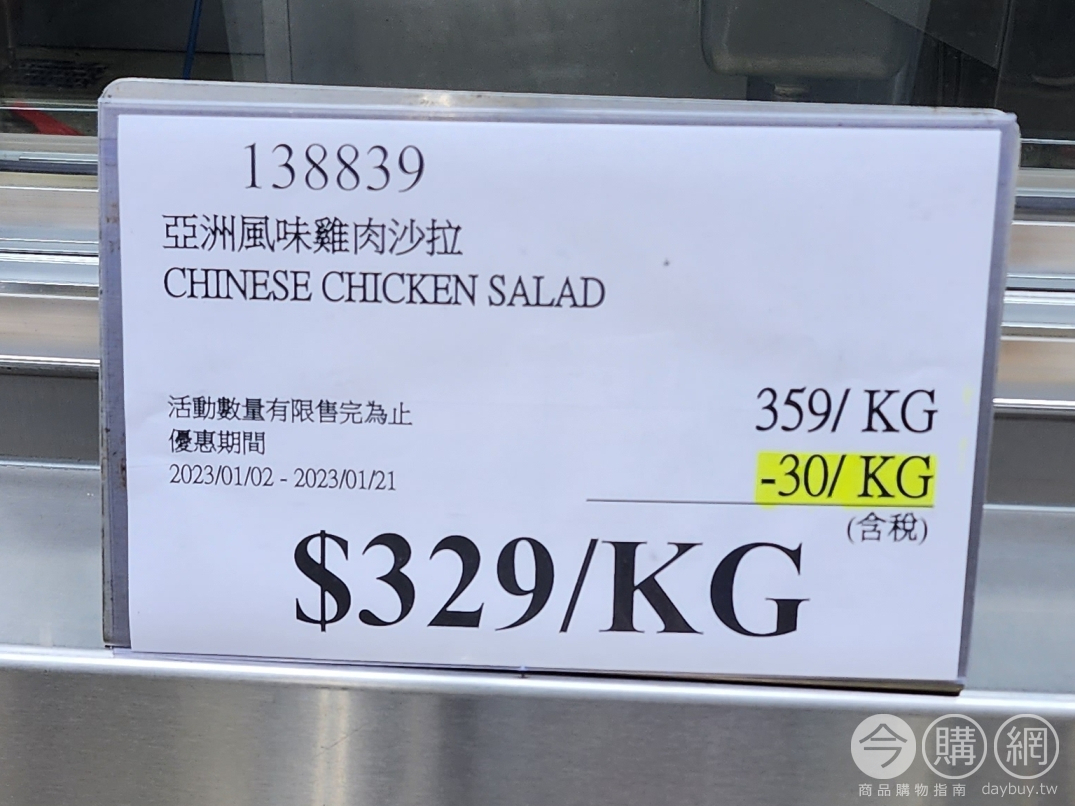 138839
亞洲風味雞肉沙拉
CHINESE CHICKEN SALAD
活動數量有限售完為止
優惠期間
2023/01/02 - 2023/01/21
359/ KG
-30/ KG
(含稅)
$329/KG
今購網
商品購物指南 daybuy.tw